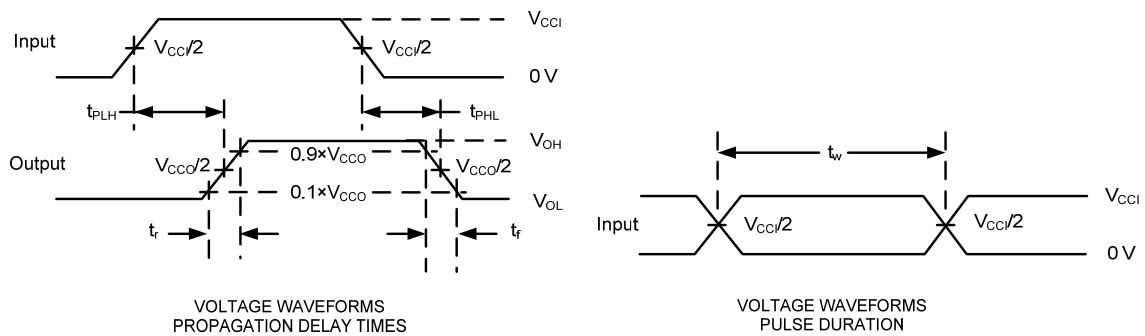 V_CCI
Input
V_CCI/2
V_CCI/2
0 V
t_PLH
t_PHL
V_OH
Output
V_CCO/2
0.9×V_CCO
V_CCO/2
0.1×V_CCO
V_OL
t_r
t_f
VOLTAGE WAVEFORMS
PROPAGATION DELAY TIMES
t_w
V_CCI
Input
V_CCI/2
V_CCI/2
0 V
VOLTAGE WAVEFORMS
PULSE DURATION